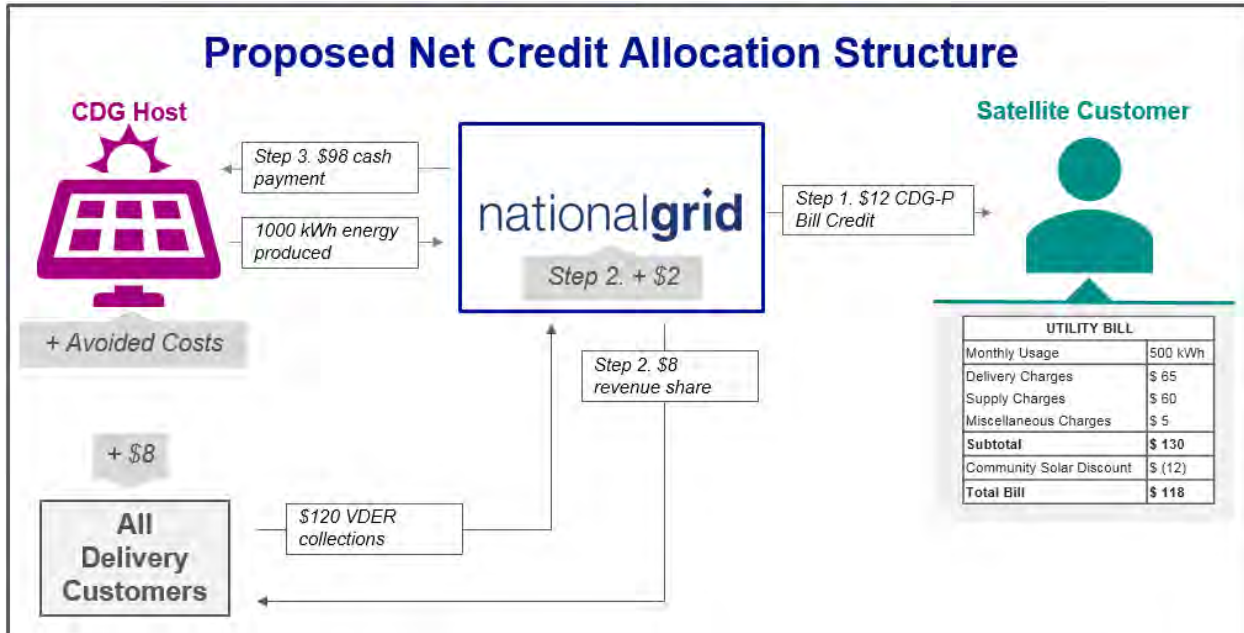 Proposed Net Credit Allocation Structure
CDG Host
Satellite Customer
Step 3. $98 cash
payment
1000 kWh energy
produced
nationalgrid
Step 2. + $2
Step 1. $12 CDG-P
Bill Credit
+ Avoided Costs
Step 2. $8
revenue share
UTILITY BILL
Monthly Usage 500 kWh
Delivery Charges $ 65
Supply Charges $ 60
Miscellaneous Charges $ 5
Subtotal $ 130
Community Solar Discount $ (12)
Total Bill $ 118
+ $8
All
Delivery
Customers
$120 VDER
collections